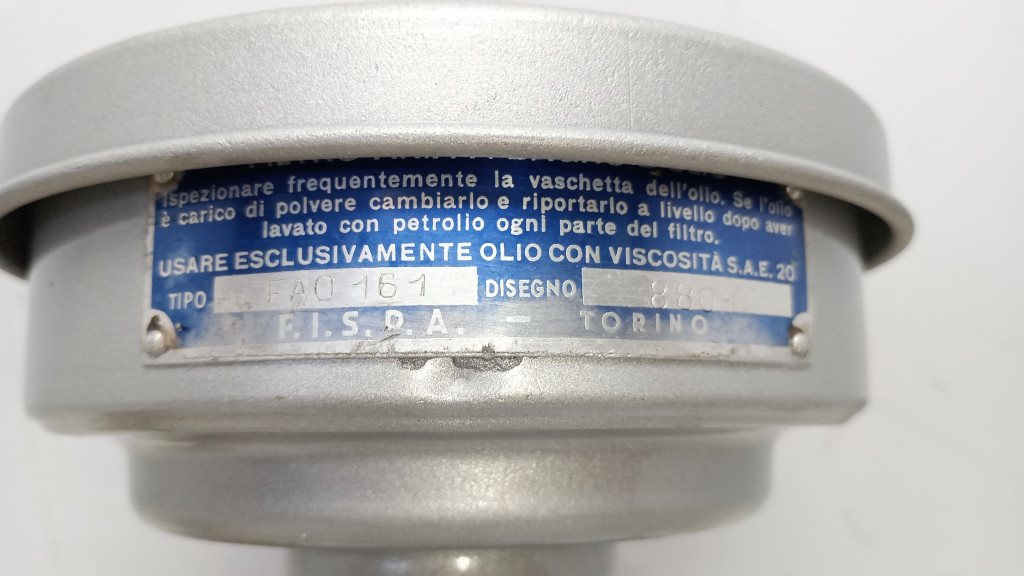 Ispezionare frequentemente la vaschetta dell'olio. Se l'olio
è carico di polvere cambiarlo e riportarlo a livello dopo aver
lavato con petrolio ogni parte del filtro.
USARE ESCLUSIVAMENTE OLIO CON VISCOSITÀ S.A.E. 20
TIPO FAO 161 DISEGNO
F.I.S.P.A. - TORINO